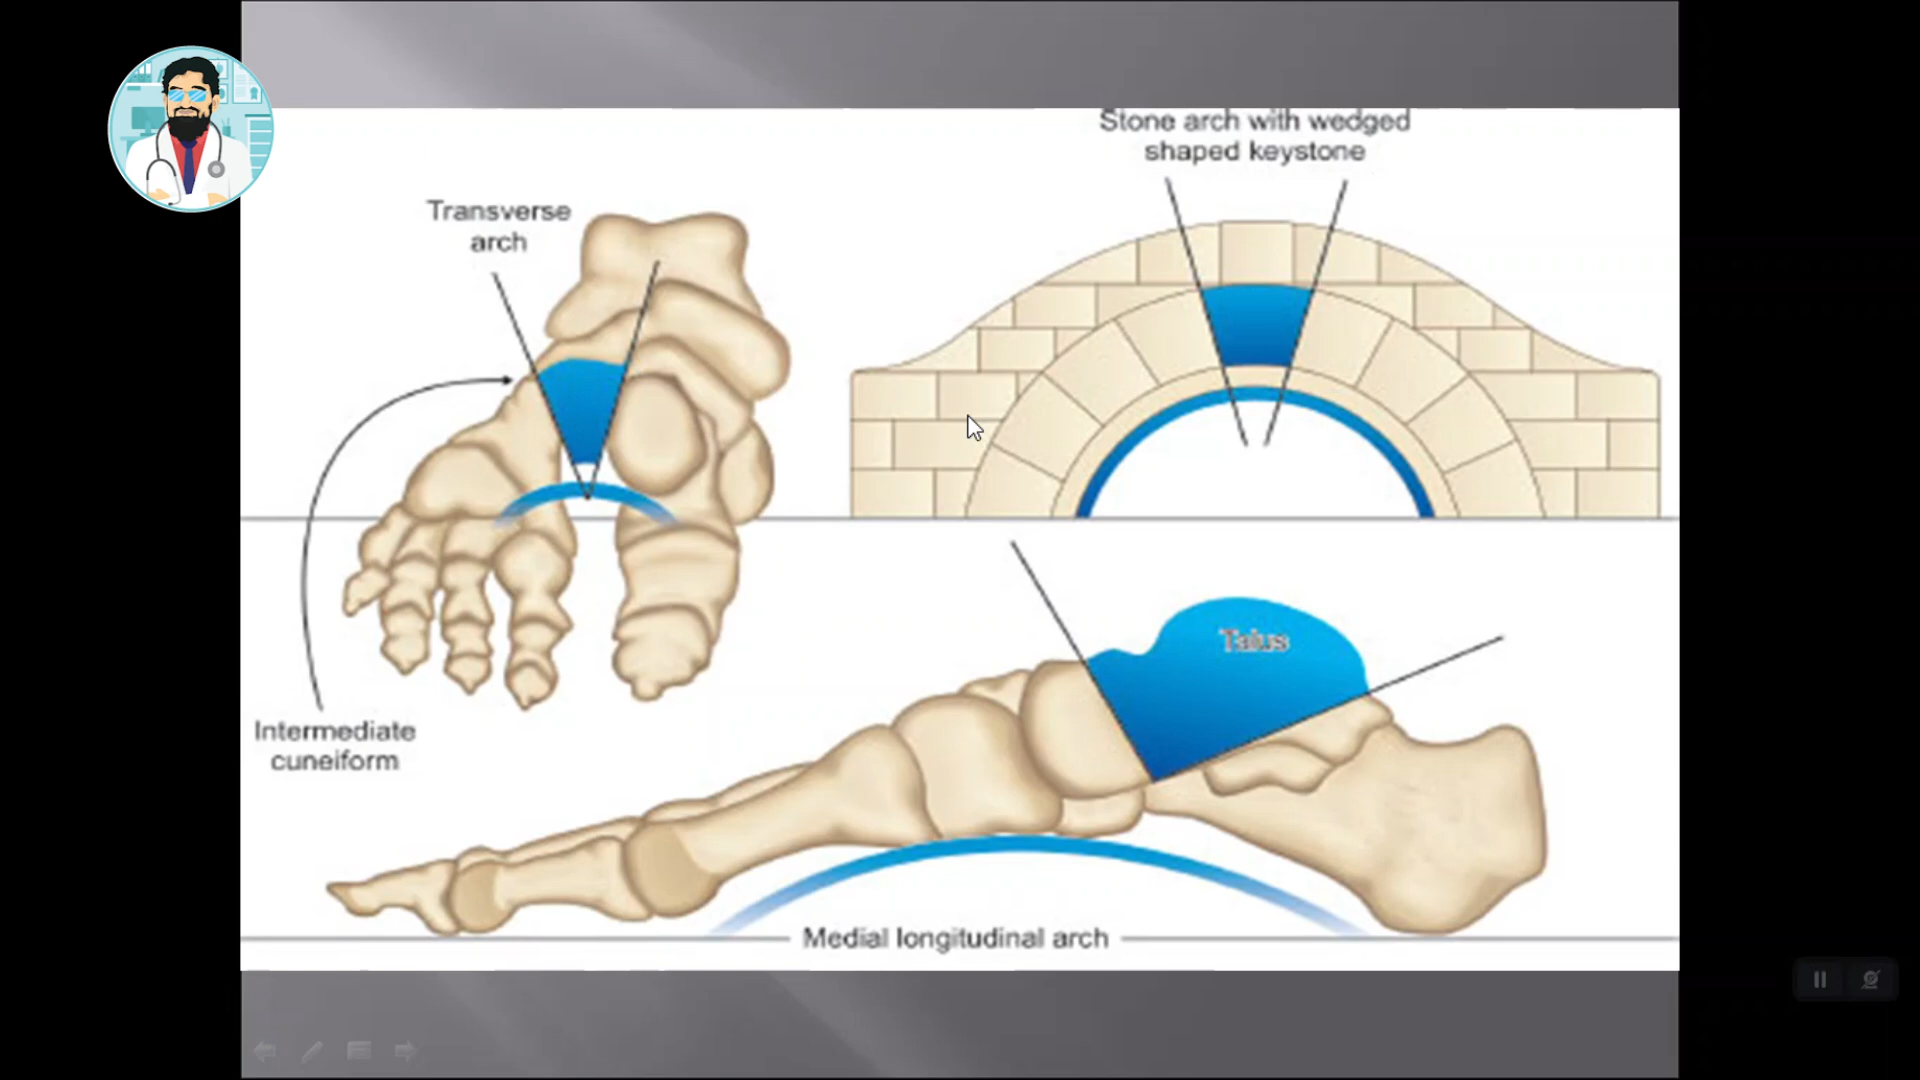 Stone arch with wedged
shaped keystone
Transverse
arch
Talus
Intermediate
cuneiform
Medial longitudinal arch